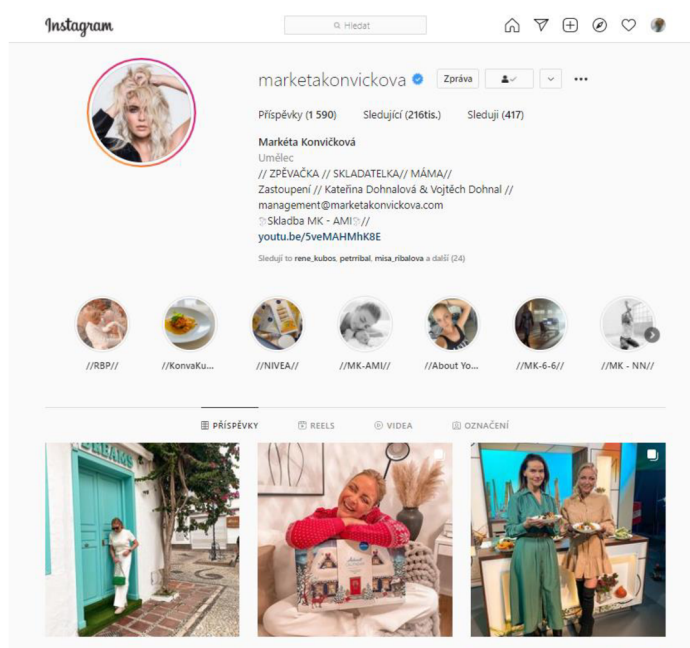 Instagram
Hledat
marketakonvickova Zpráva
Příspěvky (1 590) Sledující (216tis.) Sleduji (417)
Markéta Konvičková
Umělec
// ZPĚVAČKA // SKLADATELKA// MÁMA//
Zastoupení // Kateřina Dohnalová & Vojtěch Dohnal //
management@marketakonvickova.com
Skladba MK - AMI //
youtu.be/5veMAHMhK8E
Sledují to rene_kubos, petrribal, misa_ribalova a další (24)
//RBP// //KonvaKu... //NIVEA// //MK-AMI// //About Yo... //MK-6-6// //MK - NN//
PŘÍSPĚVKY REELS VIDEA OZNAČENÍ
DREAMS